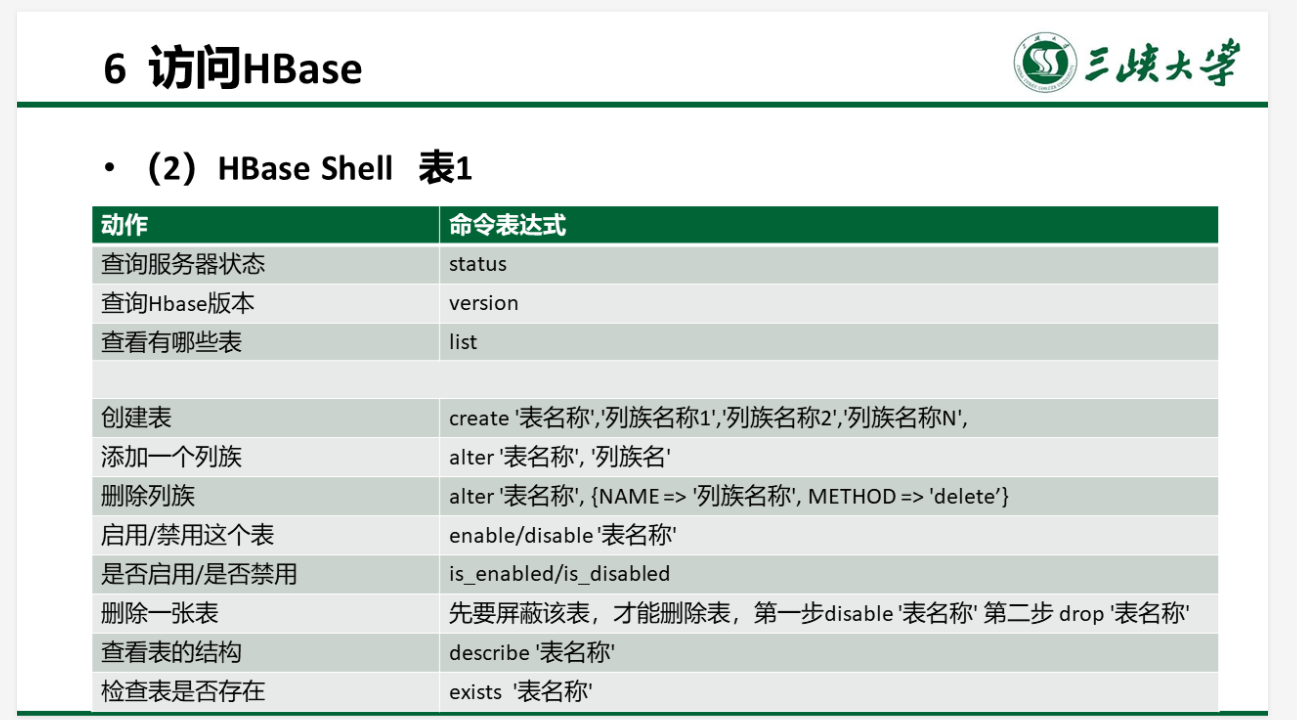 6 访问HBase
三峡大学
• （2）HBase Shell 表1
动作 命令表达式
查询服务器状态 status
查询Hbase版本 version
查看有哪些表 list
创建表 create '表名称','列族名称1','列族名称2','列族名称N',
添加一个列族 alter '表名称', '列族名'
删除列族 alter '表名称', {NAME => '列族名称', METHOD => 'delete’}
启用/禁用这个表 enable/disable '表名称'
是否启用/是否禁用 is_enabled/is_disabled
删除一张表 先要屏蔽该表，才能删除表，第一步disable '表名称' 第二步 drop '表名称'
查看表的结构 describe '表名称'
检查表是否存在 exists '表名称'